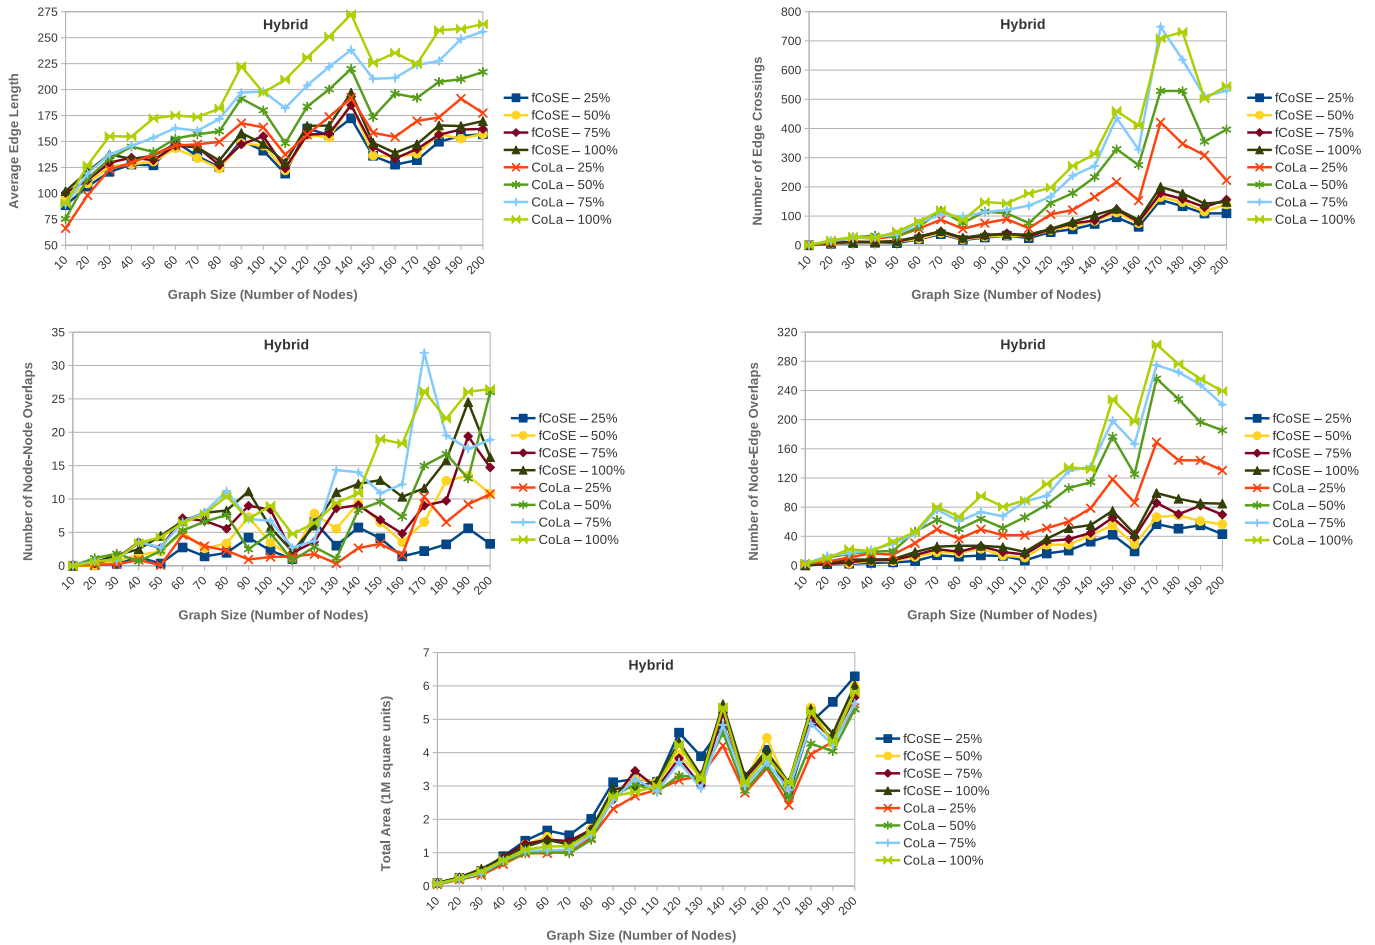 Hybrid
Average Edge Length
275
250
225
200
175
150
125
100
75
50
10 20 30 40 50 60 70 80 90 100 110 120 130 140 150 160 170 180 190 200
Graph Size (Number of Nodes)
fCoSE – 25%
fCoSE – 50%
fCoSE – 75%
fCoSE – 100%
CoLa – 25%
CoLa – 50%
CoLa – 75%
CoLa – 100%
Hybrid
Number of Edge Crossings
800
700
600
500
400
300
200
100
0
10 20 30 40 50 60 70 80 90 100 110 120 130 140 150 160 170 180 190 200
Graph Size (Number of Nodes)
fCoSE – 25%
fCoSE – 50%
fCoSE – 75%
fCoSE – 100%
CoLa – 25%
CoLa – 50%
CoLa – 75%
CoLa – 100%
Hybrid
Number of Node-Node Overlaps
35
30
25
20
15
10
5
0
10 20 30 40 50 60 70 80 90 100 110 120 130 140 150 160 170 180 190 200
Graph Size (Number of Nodes)
fCoSE – 25%
fCoSE – 50%
fCoSE – 75%
fCoSE – 100%
CoLa – 25%
CoLa – 50%
CoLa – 75%
CoLa – 100%
Hybrid
Number of Node-Edge Overlaps
320
280
240
200
160
120
80
40
0
10 20 30 40 50 60 70 80 90 100 110 120 130 140 150 160 170 180 190 200
Graph Size (Number of Nodes)
fCoSE – 25%
fCoSE – 50%
fCoSE – 75%
fCoSE – 100%
CoLa – 25%
CoLa – 50%
CoLa – 75%
CoLa – 100%
Hybrid
Total Area (1M square units)
7
6
5
4
3
2
1
0
10 20 30 40 50 60 70 80 90 100 110 120 130 140 150 160 170 180 190 200
Graph Size (Number of Nodes)
fCoSE – 25%
fCoSE – 50%
fCoSE – 75%
fCoSE – 100%
CoLa – 25%
CoLa – 50%
CoLa – 75%
CoLa – 100%